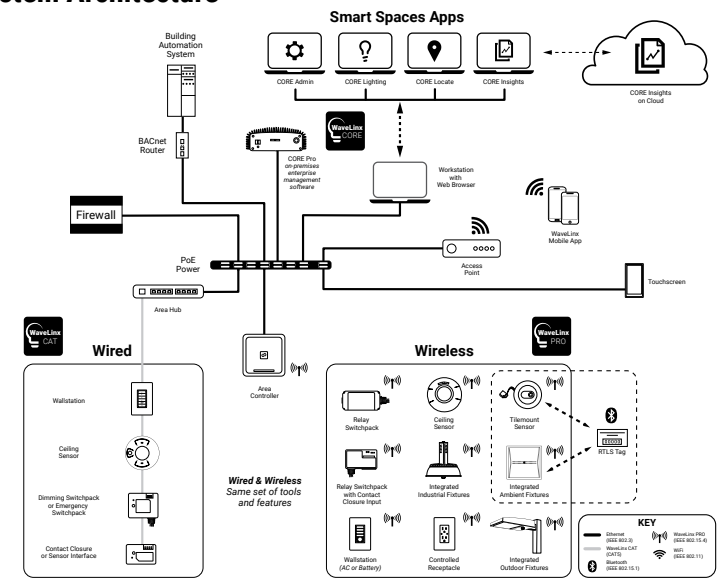 Smart Spaces Apps
Building
Automation
System
CORE Admin
CORE Lighting
CORE Locate
CORE Insights
CORE Insights
on Cloud
BACnet
Router
WaveLinx
CORE
CORE Pro
on-premises
enterprise
management
software
Workstation
with
Web Browser
Firewall
WaveLinx
Mobile App
PoE
Power
Access
Point
Touchscreen
Area Hub
WaveLinx
CAT
Wired
Area
Controller
Wireless
WaveLinx
PRO
Wallstation
Ceiling
Sensor
Dimming Switchpack
or Emergency
Switchpack
Contact Closure
or Sensor Interface
Wired & Wireless
Same set of tools
and features
Relay
Switchpack
Ceiling
Sensor
Tilemount
Sensor
RTLS Tag
Relay Switchpack
with Contact
Closure Input
Integrated
Industrial Fixtures
Integrated
Ambient Fixtures
Wallstation
(AC or Battery)
Controlled
Receptacle
Integrated
Outdoor Fixtures
KEY
Ethernet
(IEEE 802.3)
WaveLinx CAT
(CAT5)
Bluetooth
(IEEE 802.15.1)
WaveLinx PRO
(IEEE 802.15.4)
WiFi
(IEEE 802.11)